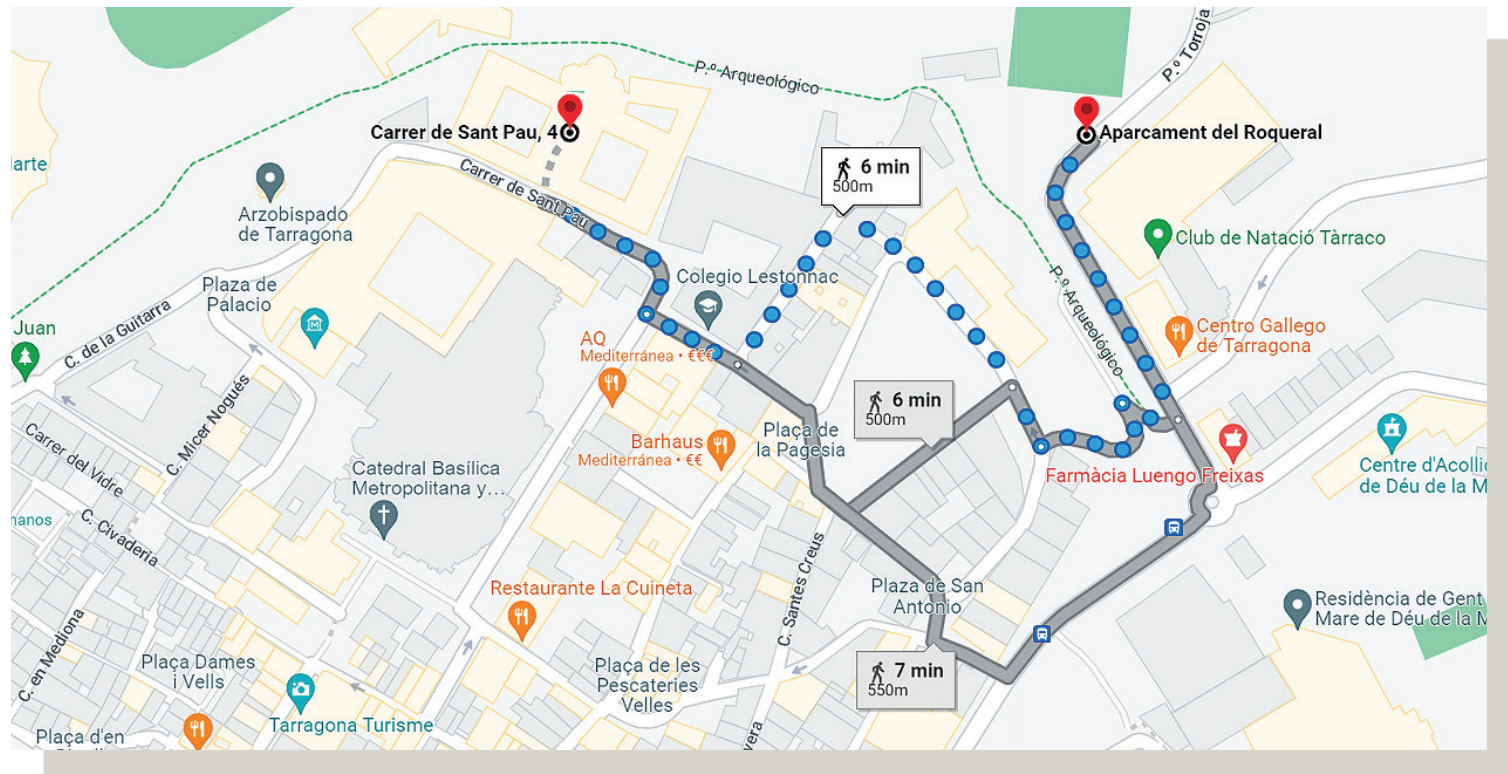 P.º Torroja
P.º Arqueológico
Carrer de Sant Pau, 4
Aparcament del Roqueral
6 min
500m
Carrer de Sant Pau
Arzobispado
de Tarragona
Club de Natació Tàrraco
Colegio Lestonnac
P.º Arqueológico
Plaza de
Palacio
Juan
C. de la Guitarra
AQ
Mediterránea • €€€
Centro Gallego
de Tarragona
C. Micer Nogués
6 min
500m
Plaça de
la Pagesia
Barhaus
Mediterránea • €€
Carrer del Vidre
Catedral Basílica
Metropolitana y...
Farmàcia Luengo Freixas
Centre d'Acolli
de Déu de la M
C. Civaderia
C. Santes Creus
Restaurante La Cuineta
Plaza de San
Antonio
Residència de Gent
Mare de Déu de la M
C. en Mediona
Plaça Dames
i Vells
Plaça de les
Pescateries
Velles
7 min
550m
Tarragona Turisme
Plaça d'en